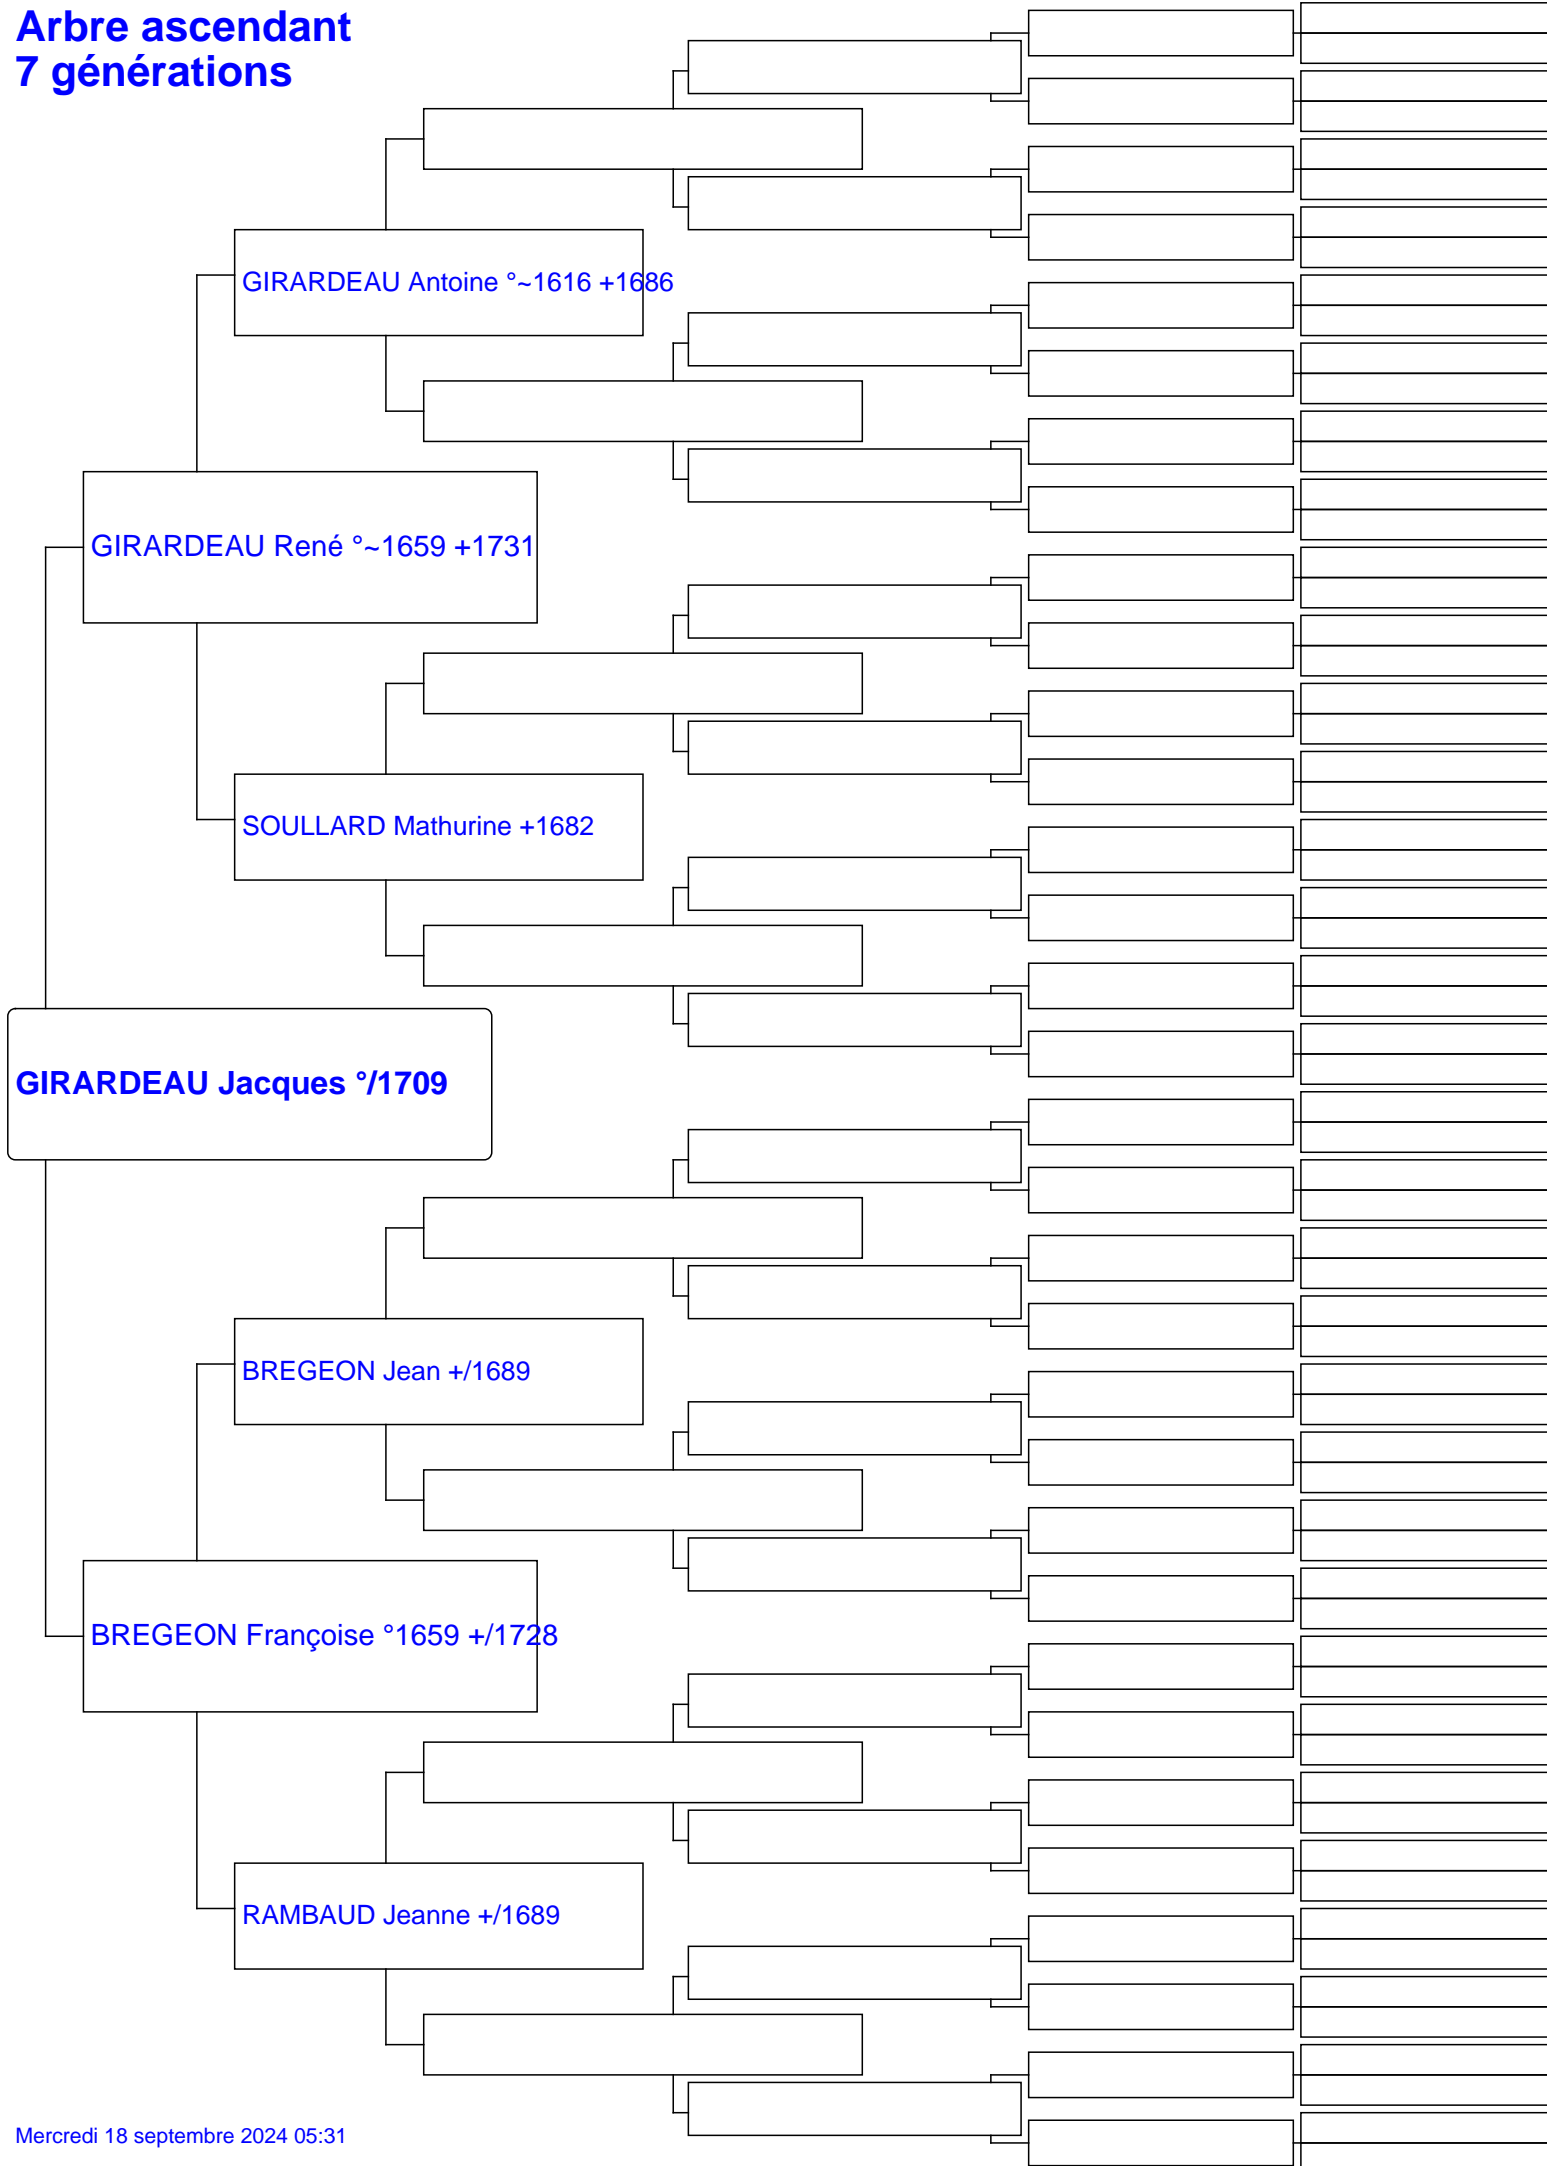 Arbre ascendant
7 générations
GIRARDEAU Antoine °~1616 +1686
GIRARDEAU René °~1659 +1731
SOULLARD Mathurine +1682
GIRARDEAU Jacques °/1709
BREGEON Jean +/1689
BREGEON Françoise °1659 +/1728
RAMBAUD Jeanne +/1689
Mercredi 18 septembre 2024 05:31